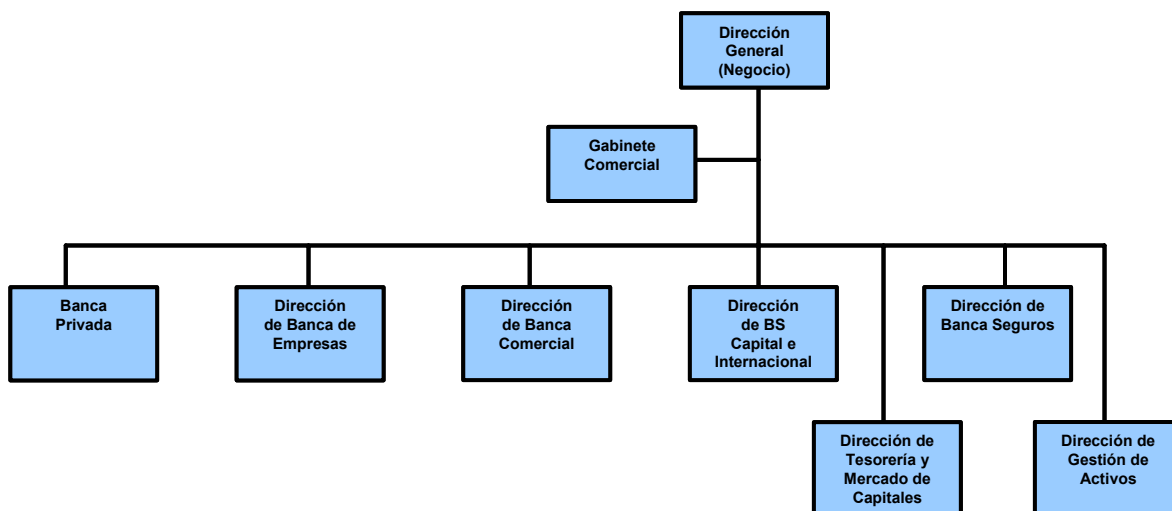 Dirección
General
(Negocio)
Gabinete
Comercial
Banca
Privada
Dirección
de Banca de
Empresas
Dirección
de Banca
Comercial
Dirección
de BS
Capital e
Internacional
Dirección de
Banca Seguros
Dirección de
Tesorería y
Mercado de
Capitales
Dirección de
Gestión de
Activos